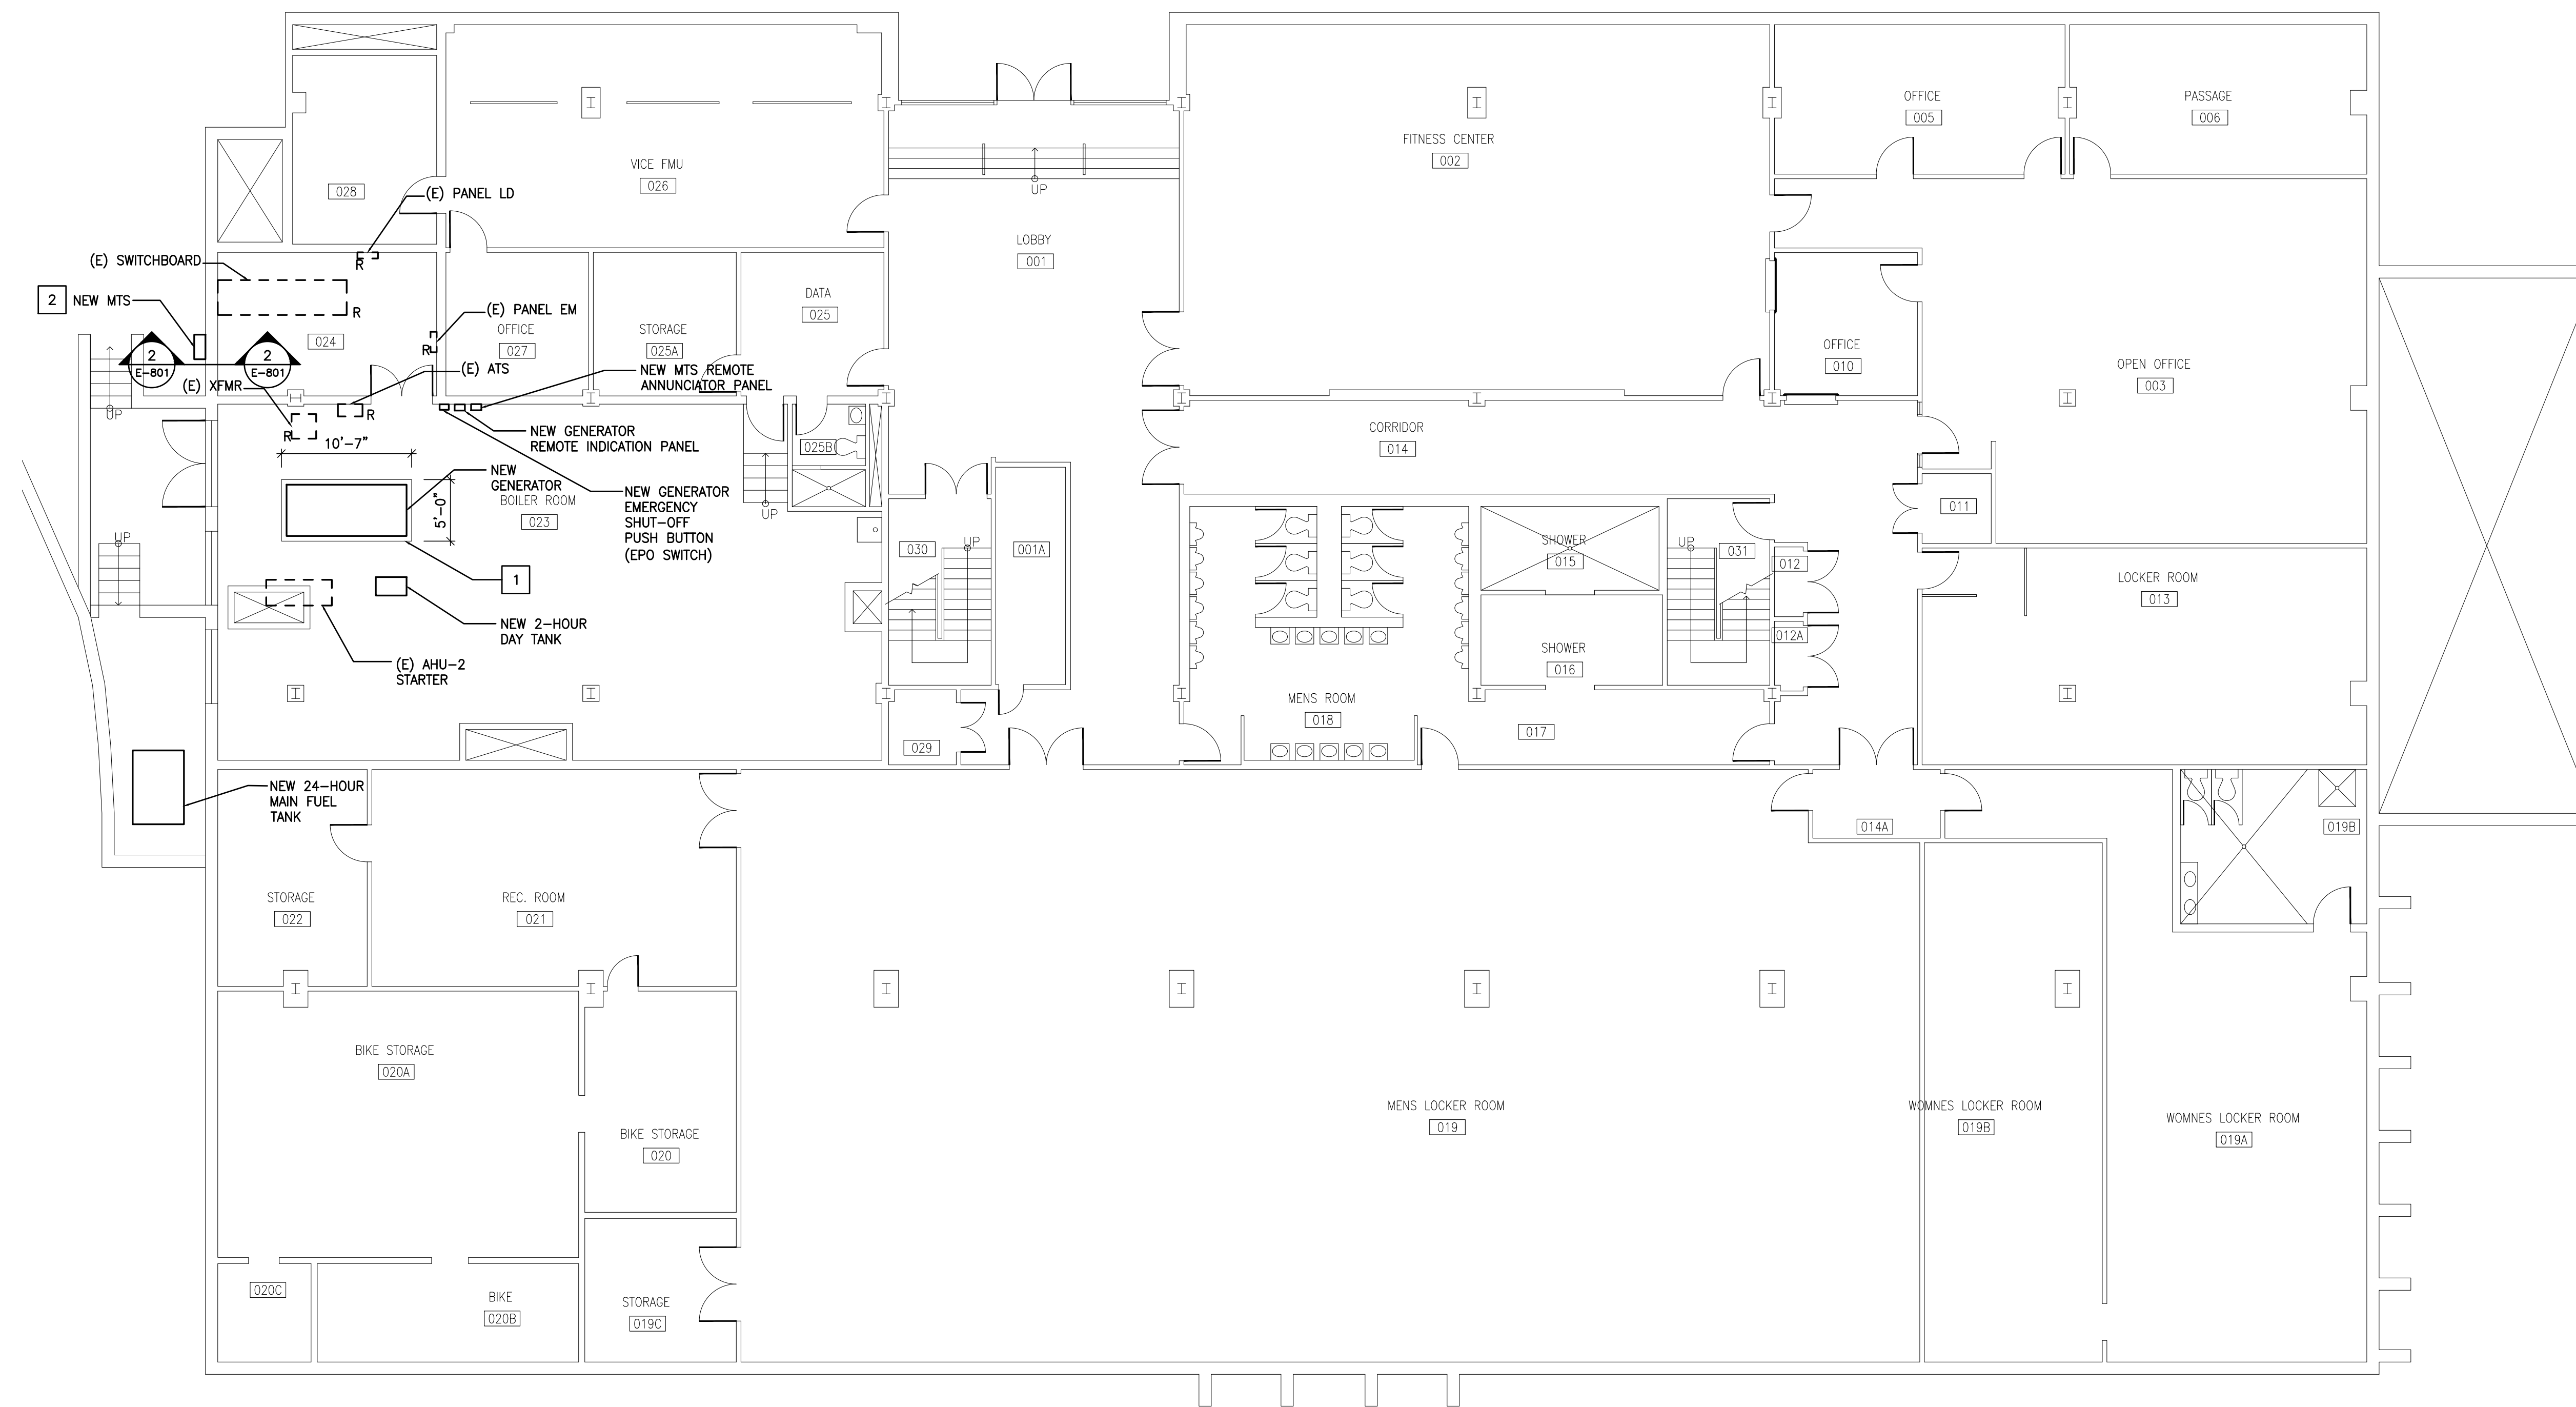 OFFICE
005
PASSAGE
006
FITNESS CENTER
002
VICE FMU
026
028
(E) PANEL LD
R
UP
LOBBY
001
(E) SWITCHBOARD
2
NEW MTS
R
024
(E) PANEL EM
R
OFFICE
027
STORAGE
025A
DATA
025
OFFICE
010
OPEN OFFICE
003
2
E-801
2
E-801
(E) XFMR
R
(E) ATS
R
NEW MTS REMOTE
ANNUNCIATOR PANEL
UP
10'-7"
NEW GENERATOR
REMOTE INDICATION PANEL
025B
CORRIDOR
014
NEW
GENERATOR
BOILER ROOM
023
5'-0"
NEW GENERATOR
EMERGENCY
SHUT-OFF
PUSH BUTTON
(EPO SWITCH)
UP
011
UP
030
UP
001A
SHOWER
015
UP
031
012
1
LOCKER ROOM
013
NEW 2-HOUR
DAY TANK
012A
(E) AHU-2
STARTER
SHOWER
016
MENS ROOM
018
017
029
NEW 24-HOUR
MAIN FUEL
TANK
014A
019B
STORAGE
022
REC. ROOM
021
BIKE STORAGE
020A
BIKE STORAGE
020
MENS LOCKER ROOM
019
WOMNES LOCKER ROOM
019B
WOMNES LOCKER ROOM
019A
020C
BIKE
020B
STORAGE
019C